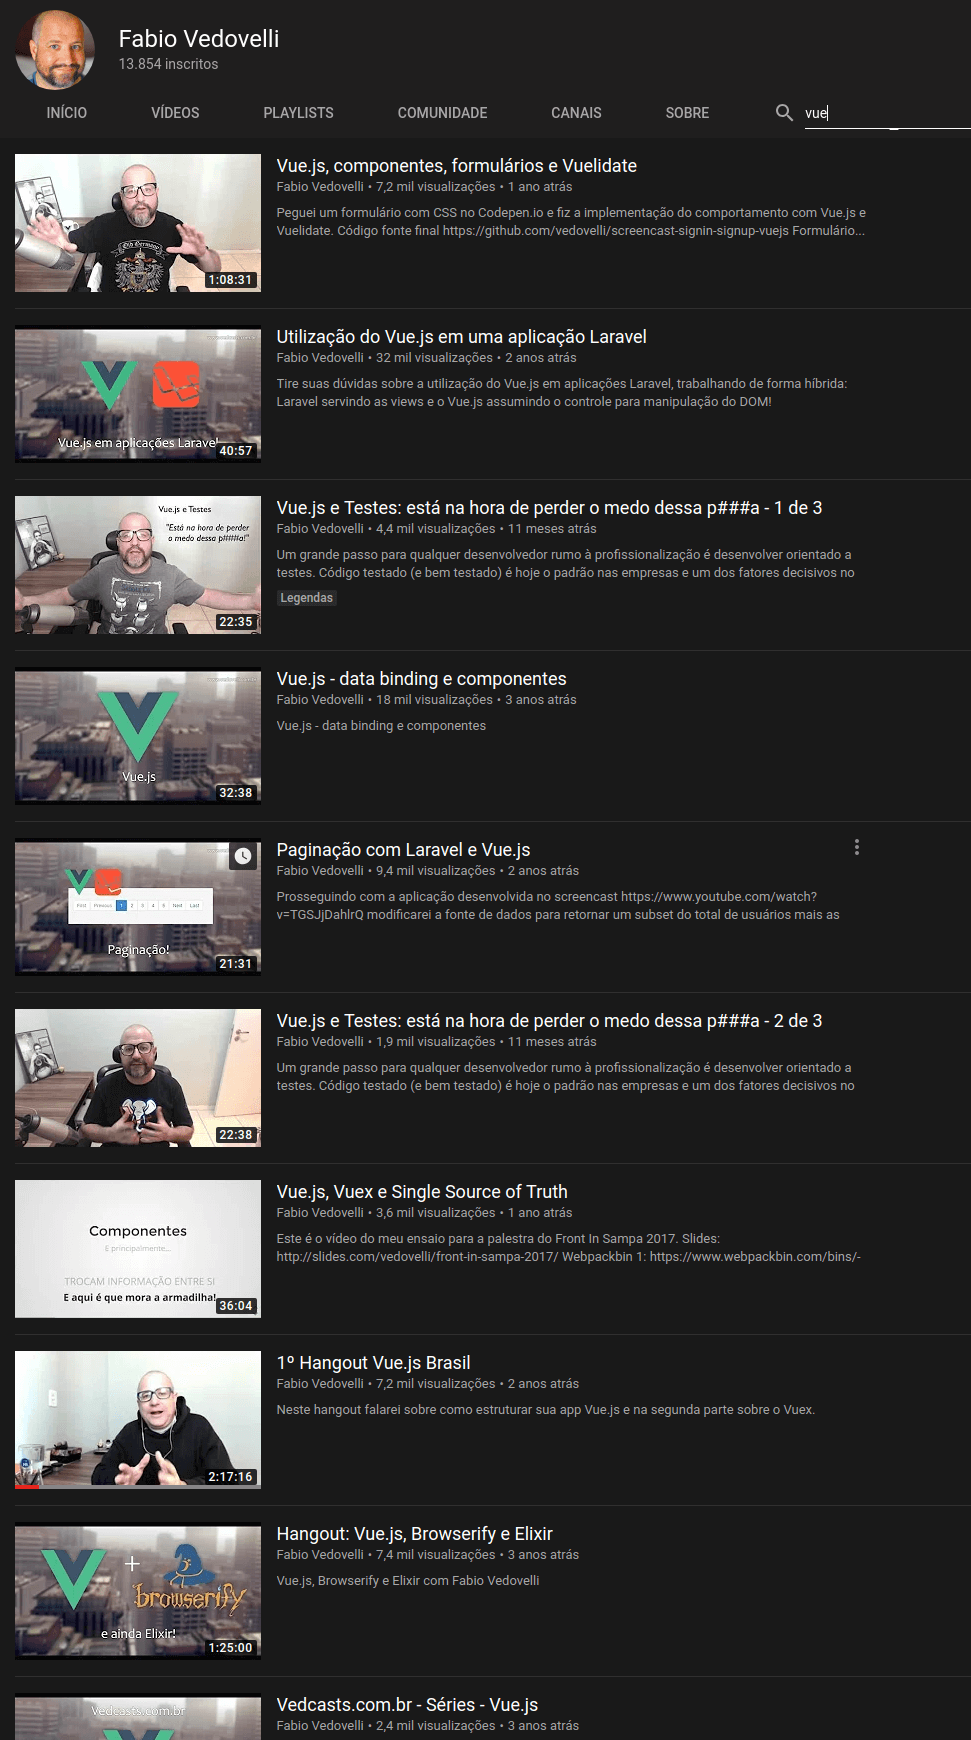 Fabio Vedovelli
13.854 inscritos
INÍCIO VÍDEOS PLAYLISTS COMUNIDADE CANAIS SOBRE vue
Vue.js, componentes, formulários e Vuelidate
Fabio Vedovelli • 7,2 mil visualizações • 1 ano atrás
Peguei um formulário com CSS no Codepen.io e fiz a implementação do comportamento com Vue.js e
Vuelidate. Código fonte final https://github.com/vedovelli/screencast-signin-signup-vuejs Formulário...
1:08:31
Utilização do Vue.js em uma aplicação Laravel
Fabio Vedovelli • 32 mil visualizações • 2 anos atrás
Tire suas dúvidas sobre a utilização do Vue.js em aplicações Laravel, trabalhando de forma híbrida:
Laravel servindo as views e o Vue.js assumindo o controle para manipulação do DOM!
Vue.js em aplicações Laravel
40:57
Vue.js e Testes: está na hora de perder o medo dessa p###a - 1 de 3
Fabio Vedovelli • 4,4 mil visualizações • 11 meses atrás
Um grande passo para qualquer desenvolvedor rumo à profissionalização é desenvolver orientado a
testes. Código testado (e bem testado) é hoje o padrão nas empresas e um dos fatores decisivos no
Legendas
Vue.js e Testes
"Está na hora de perder
o medo dessa p###a!"
22:35
Vue.js - data binding e componentes
Fabio Vedovelli • 18 mil visualizações • 3 anos atrás
Vue.js - data binding e componentes
Vue.js
32:38
Paginação com Laravel e Vue.js
Fabio Vedovelli • 9,4 mil visualizações • 2 anos atrás
Prosseguindo com a aplicação desenvolvida no screencast https://www.youtube.com/watch?
v=TGSJjDahlrQ modificarei a fonte de dados para retornar um subset do total de usuários mais as
First Previous 1 2 3 4 5 Next Last
Paginação!
21:31
Vue.js e Testes: está na hora de perder o medo dessa p###a - 2 de 3
Fabio Vedovelli • 1,9 mil visualizações • 11 meses atrás
Um grande passo para qualquer desenvolvedor rumo à profissionalização é desenvolver orientado a
testes. Código testado (e bem testado) é hoje o padrão nas empresas e um dos fatores decisivos no
22:38
Vue.js, Vuex e Single Source of Truth
Fabio Vedovelli • 3,6 mil visualizações • 1 ano atrás
Este é o vídeo do meu ensaio para a palestra do Front In Sampa 2017. Slides:
http://slides.com/vedovelli/front-in-sampa-2017/ Webpackbin 1: https://www.webpackbin.com/bins/-
Componentes
E principalmente...
TROCAM INFORMAÇÃO ENTRE SI
E aqui é que mora a armadilha!
36:04
1º Hangout Vue.js Brasil
Fabio Vedovelli • 7,2 mil visualizações • 2 anos atrás
Neste hangout falarei sobre como estruturar sua app Vue.js e na segunda parte sobre o Vuex.
2:17:16
Hangout: Vue.js, Browserify e Elixir
Fabio Vedovelli • 7,4 mil visualizações • 3 anos atrás
Vue.js, Browserify e Elixir com Fabio Vedovelli
+
browserify
e ainda Elixir!
1:25:00
Vedcasts.com.br - Séries - Vue.js
Fabio Vedovelli • 2,4 mil visualizações • 3 anos atrás
Vedcasts.com.br